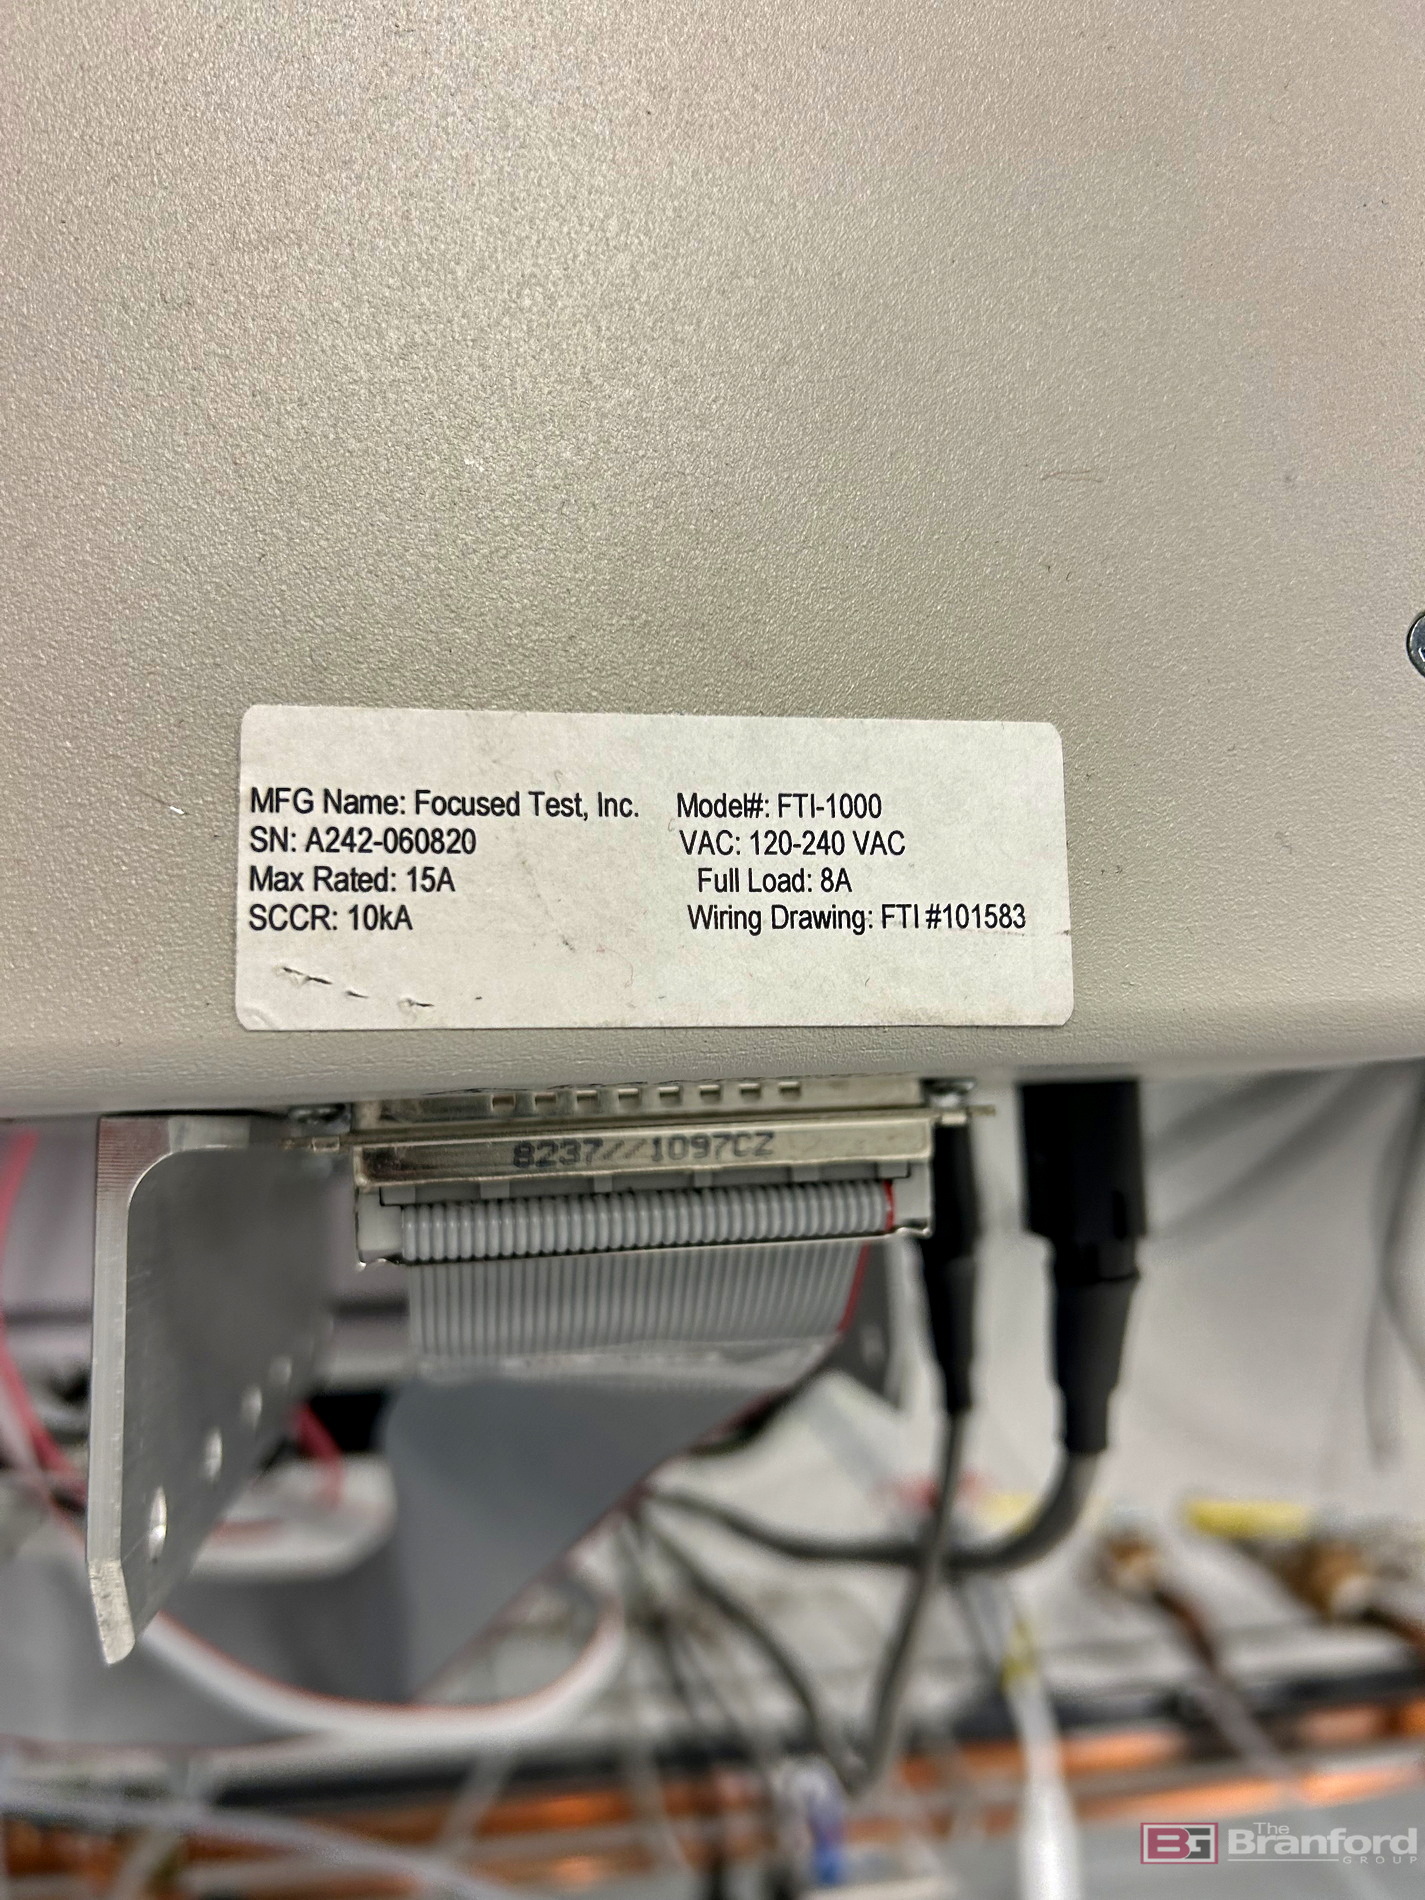 MFG Name: Focused Test, Inc. Model#: FTI-1000
SN: A242-060820 VAC: 120-240 VAC
Max Rated: 15A Full Load: 8A
SCCR: 10kA Wiring Drawing: FTI #101583
8237//1097CZ
BG The Branford GROUP